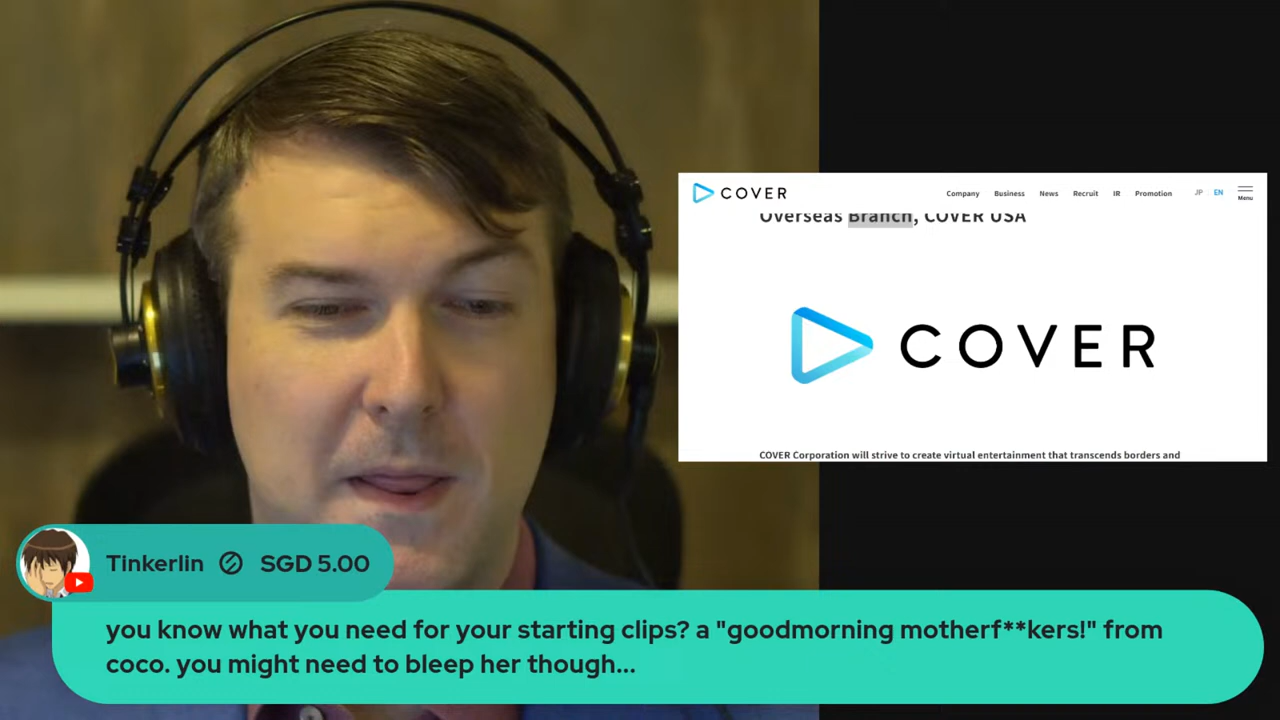 COVER
Company Business News Recruit IR Promotion JP EN
Menu
Overseas Branch, COVER USA
COVER
COVER Corporation will strive to create virtual entertainment that transcends borders and
Tinkerlin SGD 5.00
you know what you need for your starting clips? a "goodmorning motherf**kers!" from
coco. you might need to bleep her though...